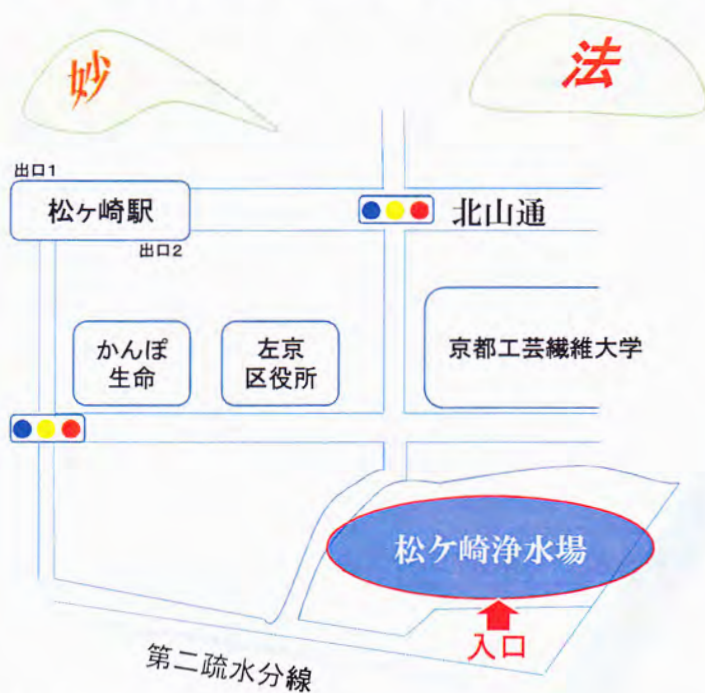 妙
法
出口1
松ヶ崎駅
出口2
北山通
かんぽ
生命
左京
区役所
京都工芸繊維大学
松ケ崎浄水場
入口
第二疏水分線